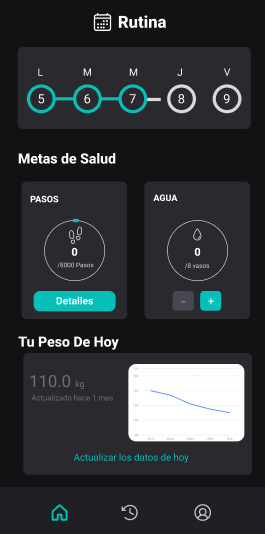 Rutina
L M M J V
5 6 7 8 9
Metas de Salud
PASOS
0
/8000 Pasos
Detalles
AGUA
0
/8 vasos
- +
Tu Peso De Hoy
110.0 kg
Actualizado hace 1 mes
Actualizar los datos de hoy